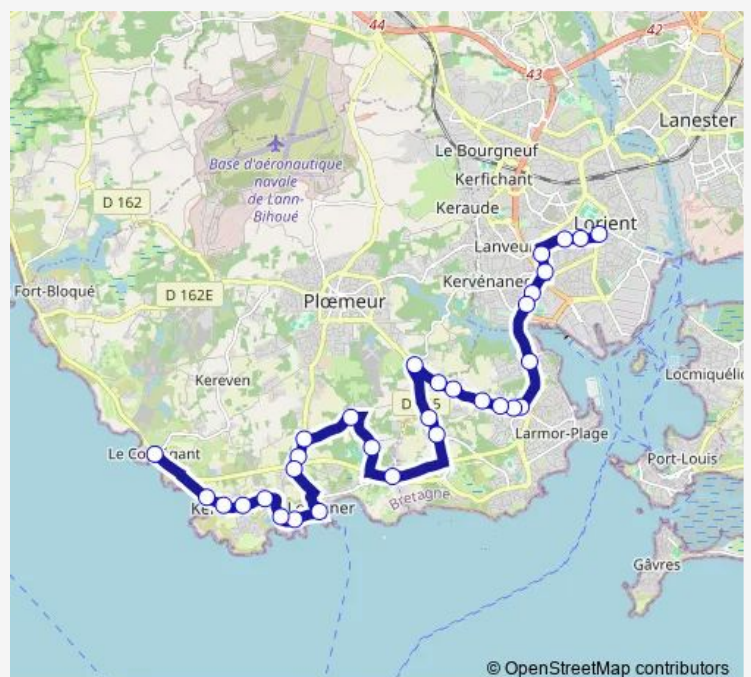 44
42
43
Lanester
Le Bourgneuf
Kerfichant
Base d'aéronautique
navale
de Lann-
Bihoué
D 162
Keraude
Lorient
Fort-Bloqué
D 162E
Kervénanec
Plœmeur
Kereven
Locmiquélic
D
5
Larmor-Plage
Port-Louis
Bretagne
Gâvres
© OpenStreetMap contributors